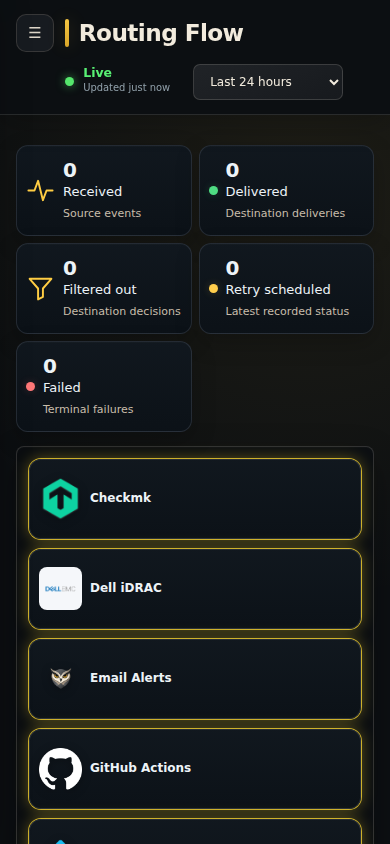 Routing Flow
Live
Updated just now
Last 24 hours
0
Received
Source events
0
Delivered
Destination deliveries
0
Filtered out
Destination decisions
0
Retry scheduled
Latest recorded status
0
Failed
Terminal failures
Checkmk
DELL EMC
Dell iDRAC
Email Alerts
GitHub Actions